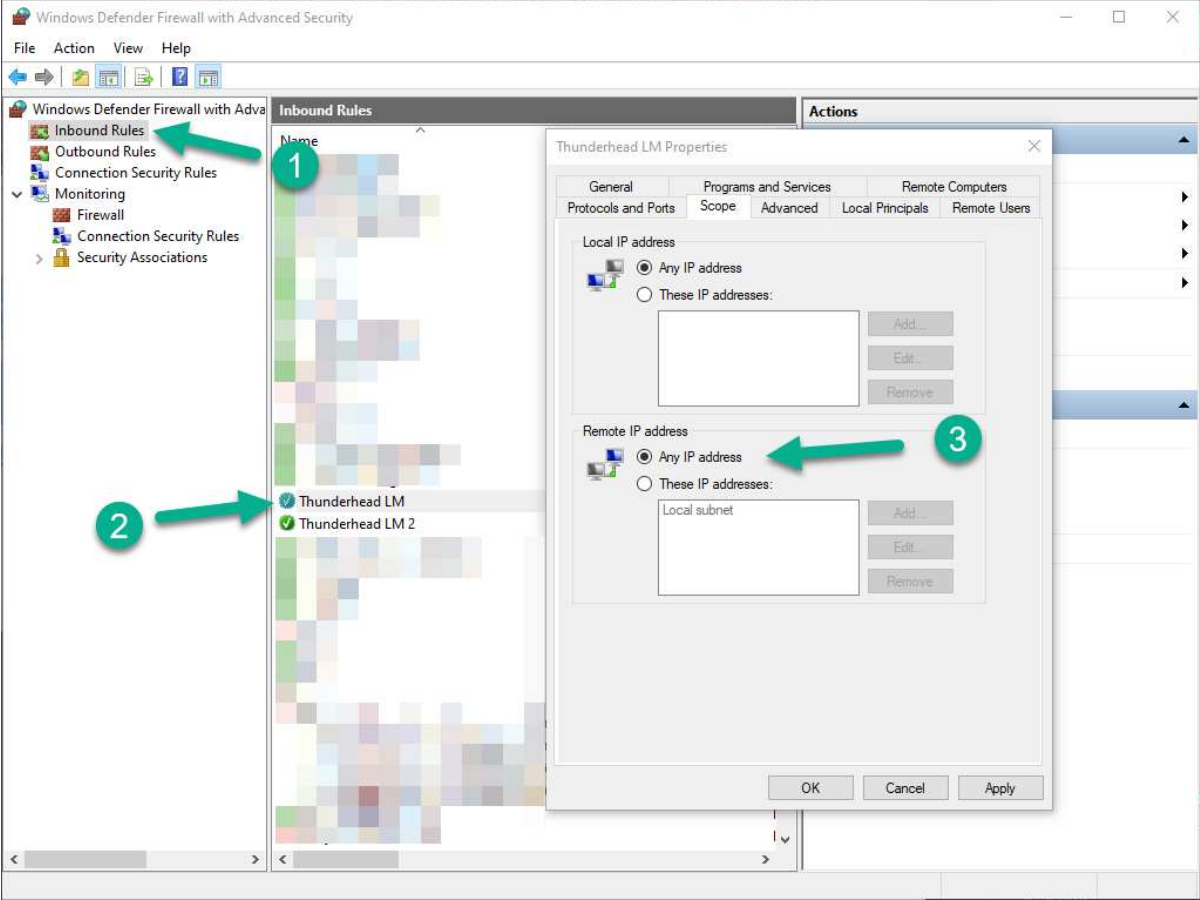 Windows Defender Firewall with Advanced Security
File Action View Help
Windows Defender Firewall with Adva
Inbound Rules
Outbound Rules
Connection Security Rules
Monitoring
Firewall
Connection Security Rules
Security Associations
1
Inbound Rules
Name
2
Thunderhead LM
Thunderhead LM 2
Actions
Thunderhead LM Properties
General Programs and Services Remote Computers
Protocols and Ports Scope Advanced Local Principals Remote Users
Local IP address
Any IP address
These IP addresses:
Add...
Edit...
Remove
Remote IP address
Any IP address
3
These IP addresses:
Local subnet
Add...
Edit...
Remove
OK Cancel Apply